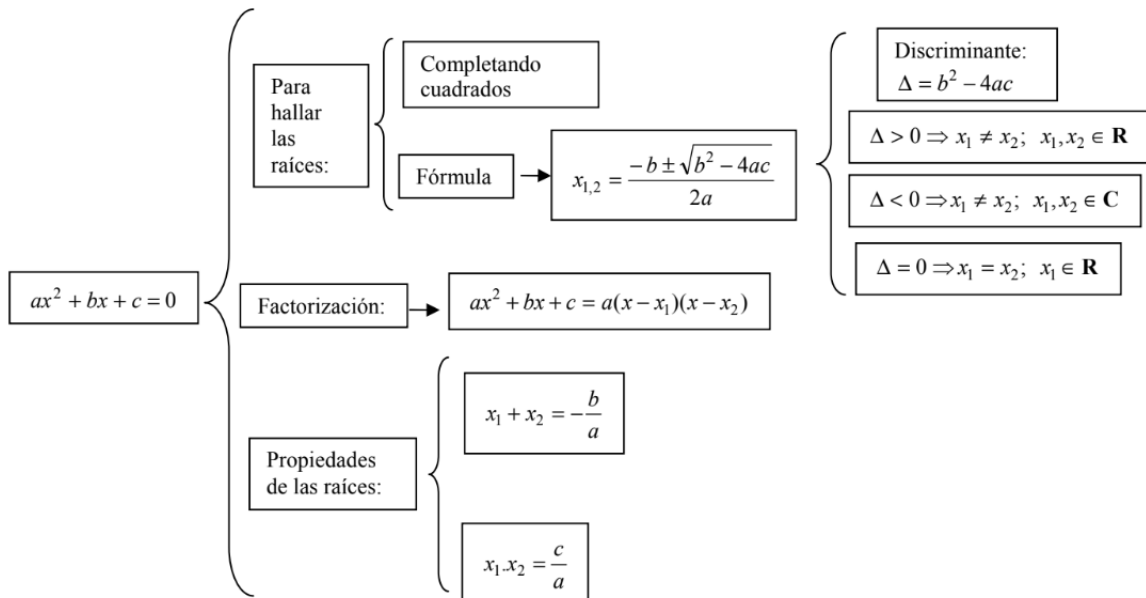 ax² + bx + c = 0
Para
hallar
las
raíces:
Completando
cuadrados
Fórmula
x₁,₂ = (-b ± √(b² - 4ac)) / 2a
Discriminante:
Δ = b² - 4ac
Δ > 0 ⇒ x₁ ≠ x₂; x₁, x₂ ∈ R
Δ < 0 ⇒ x₁ ≠ x₂; x₁, x₂ ∈ C
Δ = 0 ⇒ x₁ = x₂; x₁ ∈ R
Factorización:
ax² + bx + c = a(x - x₁)(x - x₂)
Propiedades
de las raíces:
x₁ + x₂ = -b/a
x₁.x₂ = c/a